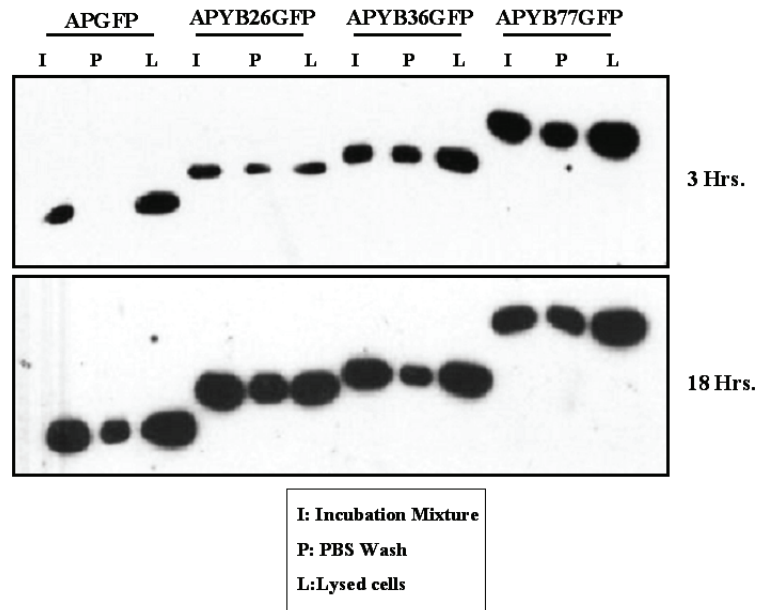 APGFP APYB26GFP APYB36GFP APYB77GFP
I P L I P L I P L I P L
3 Hrs.
18 Hrs.
I: Incubation Mixture
P: PBS Wash
L:Lysed cells